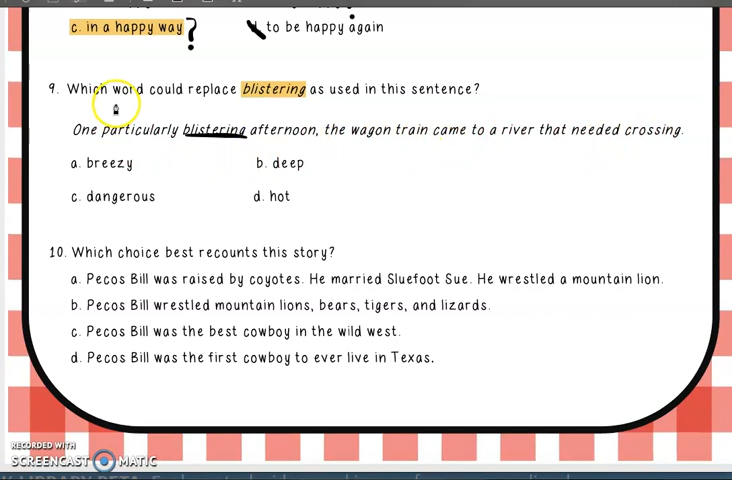 c. in a happy way ?
to be happy again
9. Which word could replace blistering as used in this sentence?
One particularly blistering afternoon, the wagon train came to a river that needed crossing.
a. breezy b. deep
c. dangerous d. hot
10. Which choice best recounts this story?
a. Pecos Bill was raised by coyotes. He married Sluefoot Sue. He wrestled a mountain lion.
b. Pecos Bill wrestled mountain lions, bears, tigers, and lizards.
c. Pecos Bill was the best cowboy in the wild west.
d. Pecos Bill was the first cowboy to ever live in Texas.
RECORDED WITH
SCREENCAST MATIC